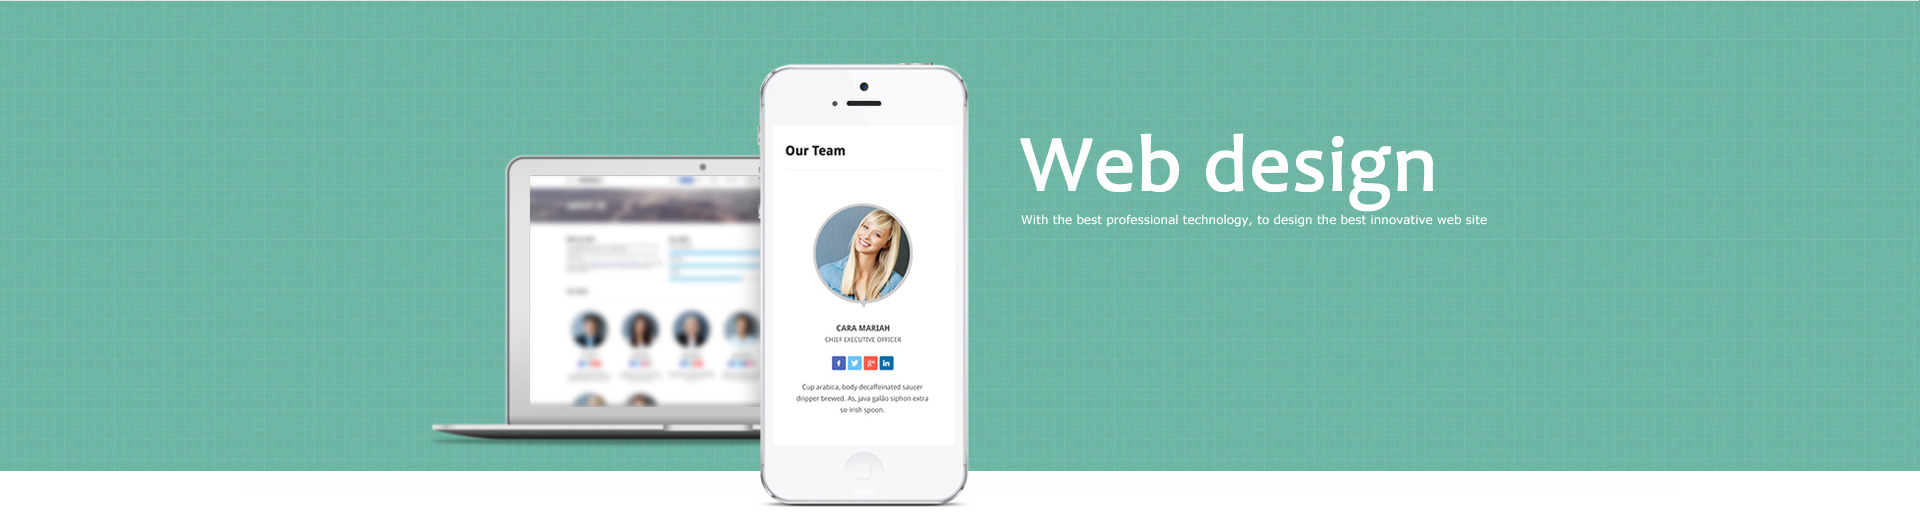 Our Team
CARA MARIAH
CHIEF EXECUTIVE OFFICER
Cup arabica, body decaffeinated saucer
dripper brewed. As, java galão siphon extra
so irish spoon.
Web design
With the best professional technology, to design the best innovative web site